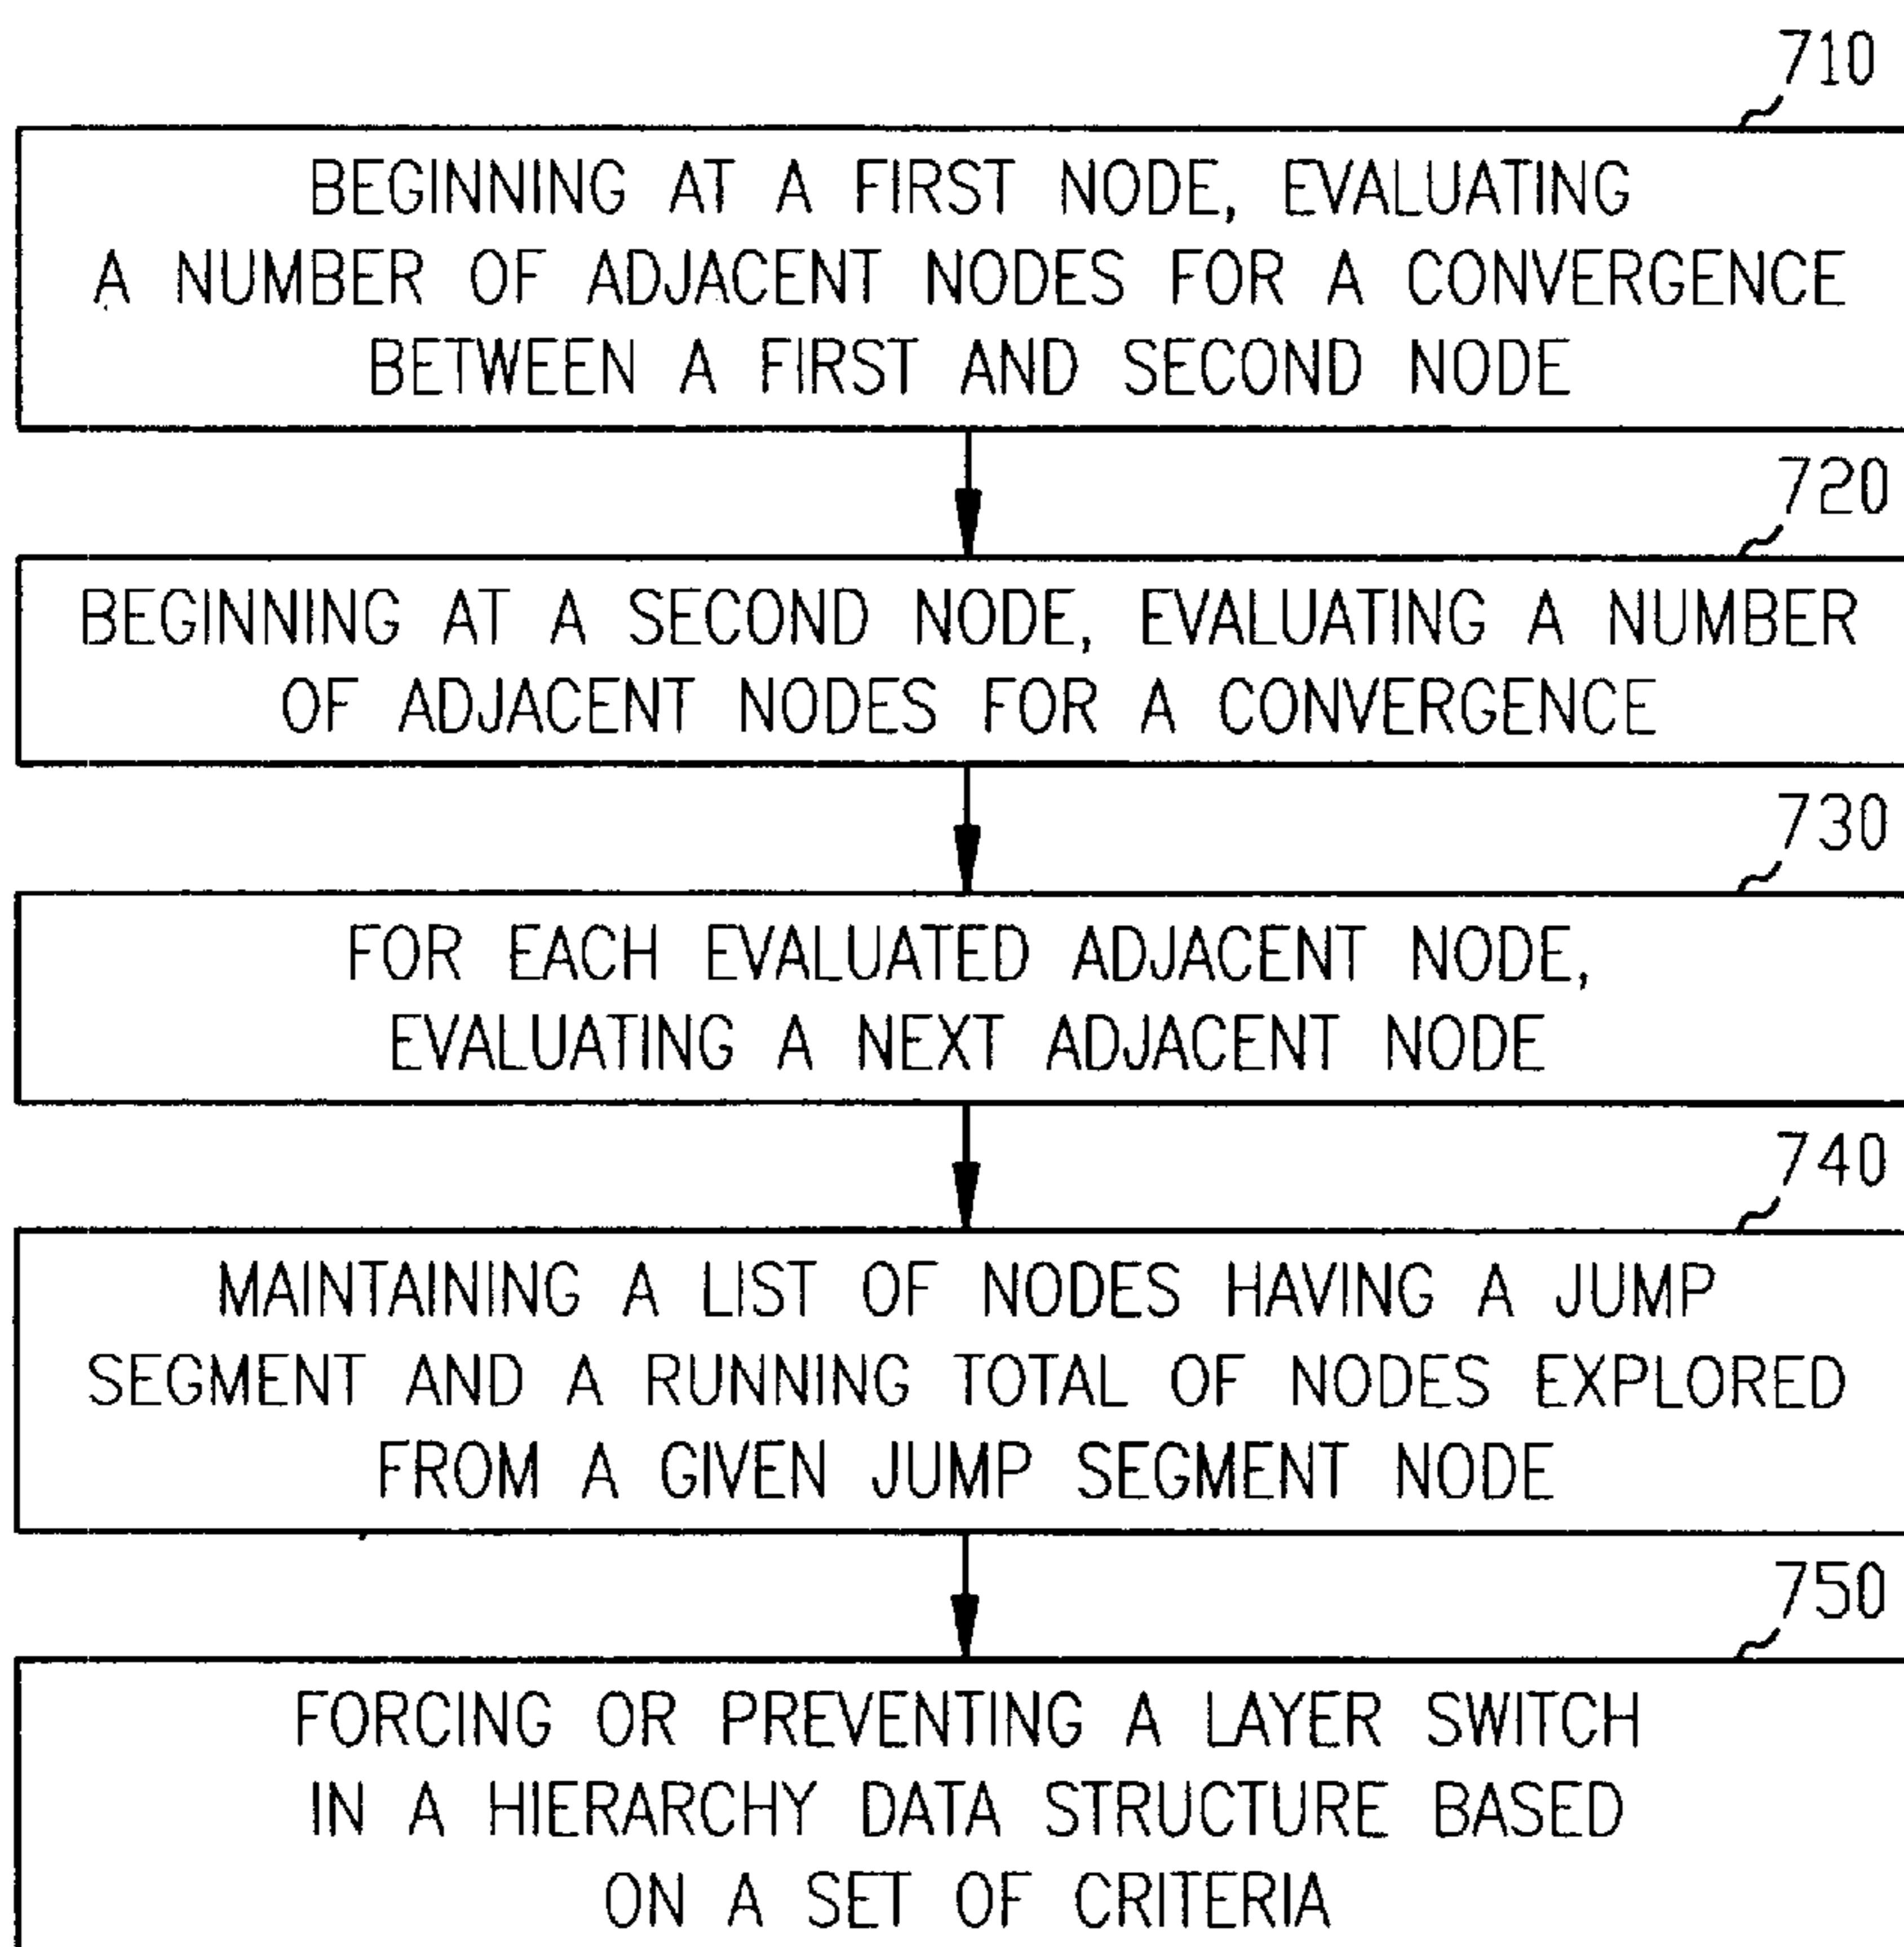 710
BEGINNING AT A FIRST NODE, EVALUATING
A NUMBER OF ADJACENT NODES FOR A CONVERGENCE
BETWEEN A FIRST AND SECOND NODE
720
BEGINNING AT A SECOND NODE, EVALUATING A NUMBER
OF ADJACENT NODES FOR A CONVERGENCE
730
FOR EACH EVALUATED ADJACENT NODE,
EVALUATING A NEXT ADJACENT NODE
740
MAINTAINING A LIST OF NODES HAVING A JUMP
SEGMENT AND A RUNNING TOTAL OF NODES EXPLORED
FROM A GIVEN JUMP SEGMENT NODE
750
FORCING OR PREVENTING A LAYER SWITCH
IN A HIERARCHY DATA STRUCTURE BASED
ON A SET OF CRITERIA